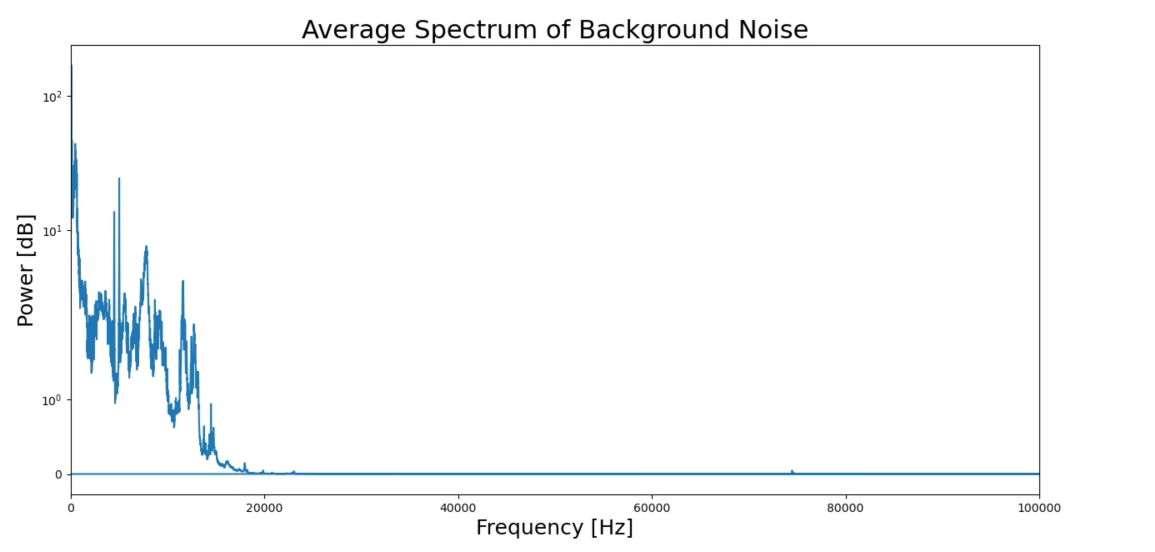 Average Spectrum of Background Noise
Power [dB]
10²
10¹
10⁰
0
0 20000 40000 60000 80000 100000
Frequency [Hz]